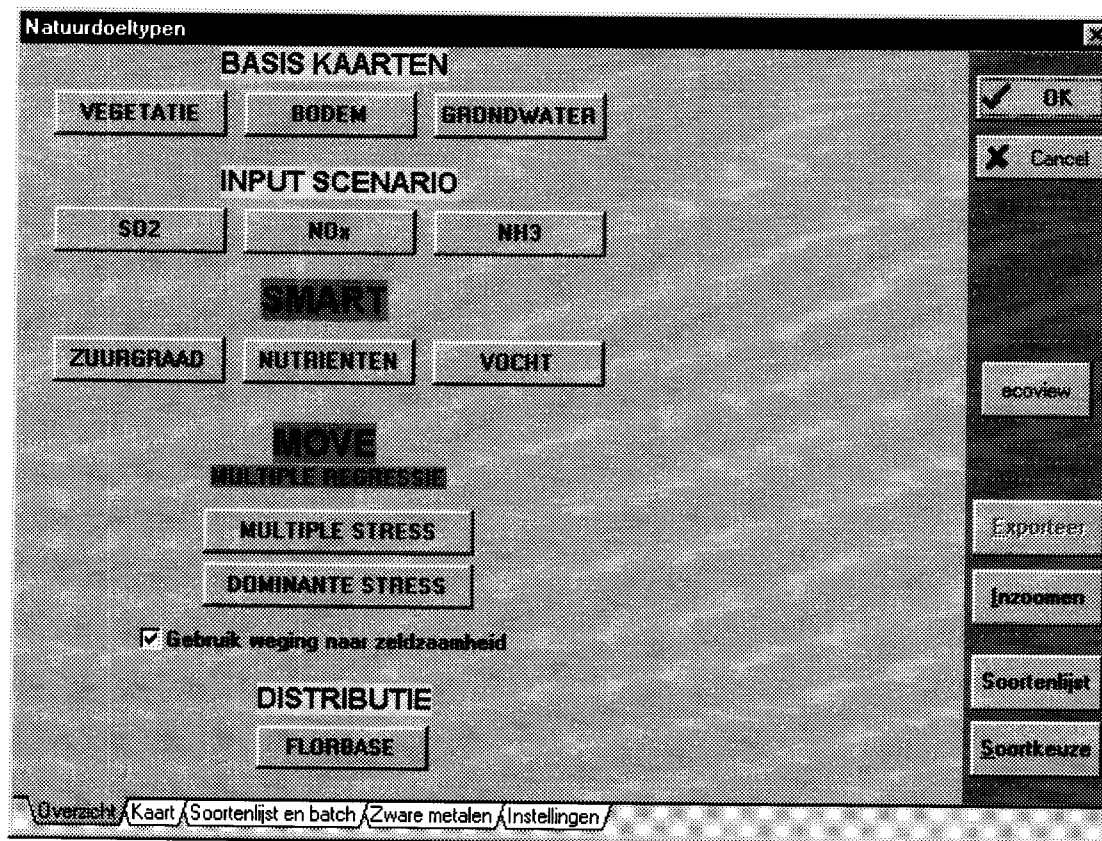 Natuurdoeltypen
BASIS KAARTEN
VEGETATIE BODEM GRONDWATER
INPUT SCENARIO
SO2 NOx NH3
SMART
ZUURGRAAD NUTRIENTEN VOCHT
MOVE
MULTIPLE REGRESSIE
MULTIPLE STRESS
DOMINANTE STRESS
Gebruik weging naar zeldzaamheid
DISTRIBUTIE
FLORBASE
OK
Cancel
ecoview
Exporteer
Inzoomen
Soortenlijst
Soortkeuze
Overzicht Kaart Soortenlijst en batch Zware metalen Instellingen